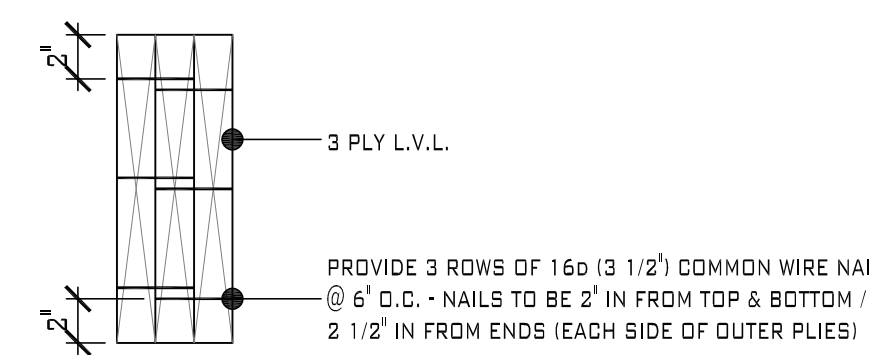 2"
3 PLY L.V.L.
PROVIDE 3 ROWS OF 16D (3 1/2") COMMON WIRE
@ 6" O.C. - NAILS TO BE 2" IN FROM TOP & BOTTOM /
2"
2 1/2" IN FROM ENDS (EACH SIDE OF OUTER PLIES)